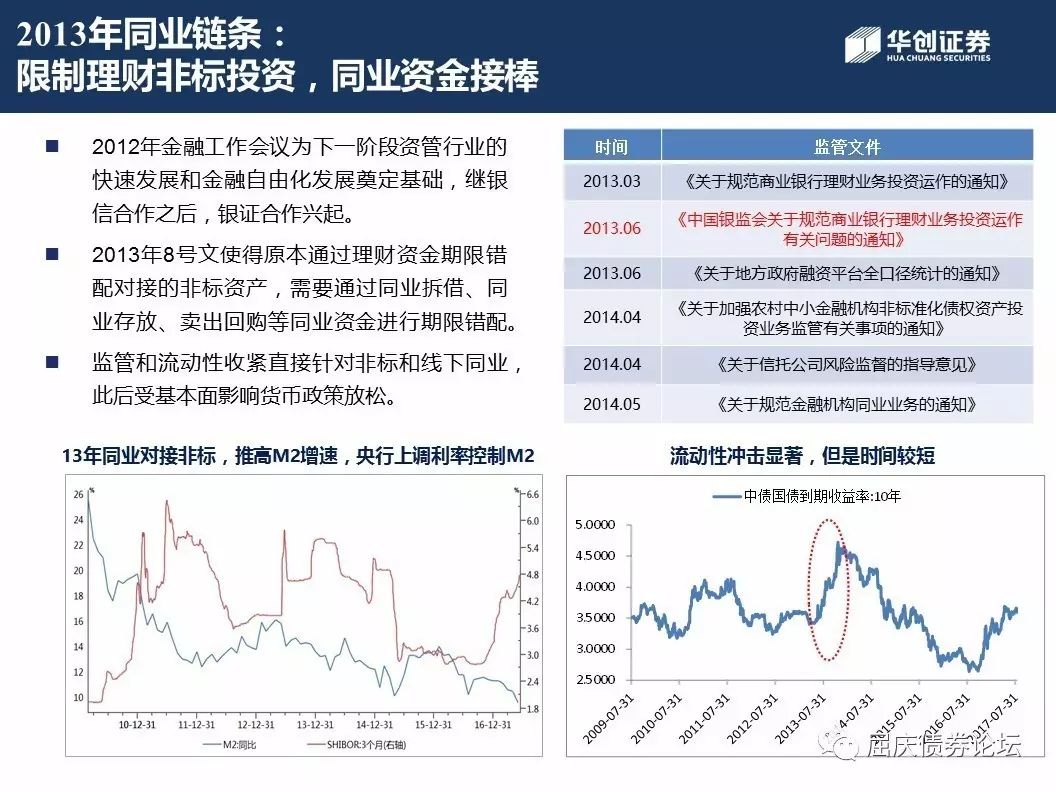 2013年同业链条：
限制理财非标投资，同业资金接棒
华创证券
HUA CHUANG SECURITIES
2012年金融工作会议为下一阶段资管行业的
快速发展和金融自由化发展奠定基础，继银
信合作之后，银证合作兴起。
2013年8号文使得原本通过理财资金期限错
配对接的非标资产，需要通过同业拆借、同
业存放、卖出回购等同业资金进行期限错配。
监管和流动性收紧直接针对非标和线下同业，
此后受基本面影响货币政策放松。
时间 监管文件
2013.03 《关于规范商业银行理财业务投资运作的通知》
2013.06 《中国银监会关于规范商业银行理财业务投资运作
有关问题的通知》
2013.06 《关于地方政府融资平台全口径统计的通知》
2014.04 《关于加强农村中小金融机构非标准化债权资产投
资业务监管有关事项的通知》
2014.04 《关于信托公司风险监督的指导意见》
2014.05 《关于规范金融机构同业业务的通知》
13年同业对接非标，推高M2增速，央行上调利率控制M2
% %
26 6.6
24 6.0
22 5.4
20 4.8
18 4.2
16 3.6
14 3.0
12 2.4
10 1.8
10-12-31 11-12-31 12-12-31 13-12-31 14-12-31 15-12-31 16-12-31
M2:同比 SHIBOR:3个月(右轴)
流动性冲击显著，但是时间较短
中债国债到期收益率:10年
5.0000
4.5000
4.0000
3.5000
3.0000
2.5000
2009-07-31 2010-07-31 2011-07-31 2012-07-31 2013-07-31 2014-07-31 2015-07-31 2016-07-31 2017-07-31
屈庆债券论坛